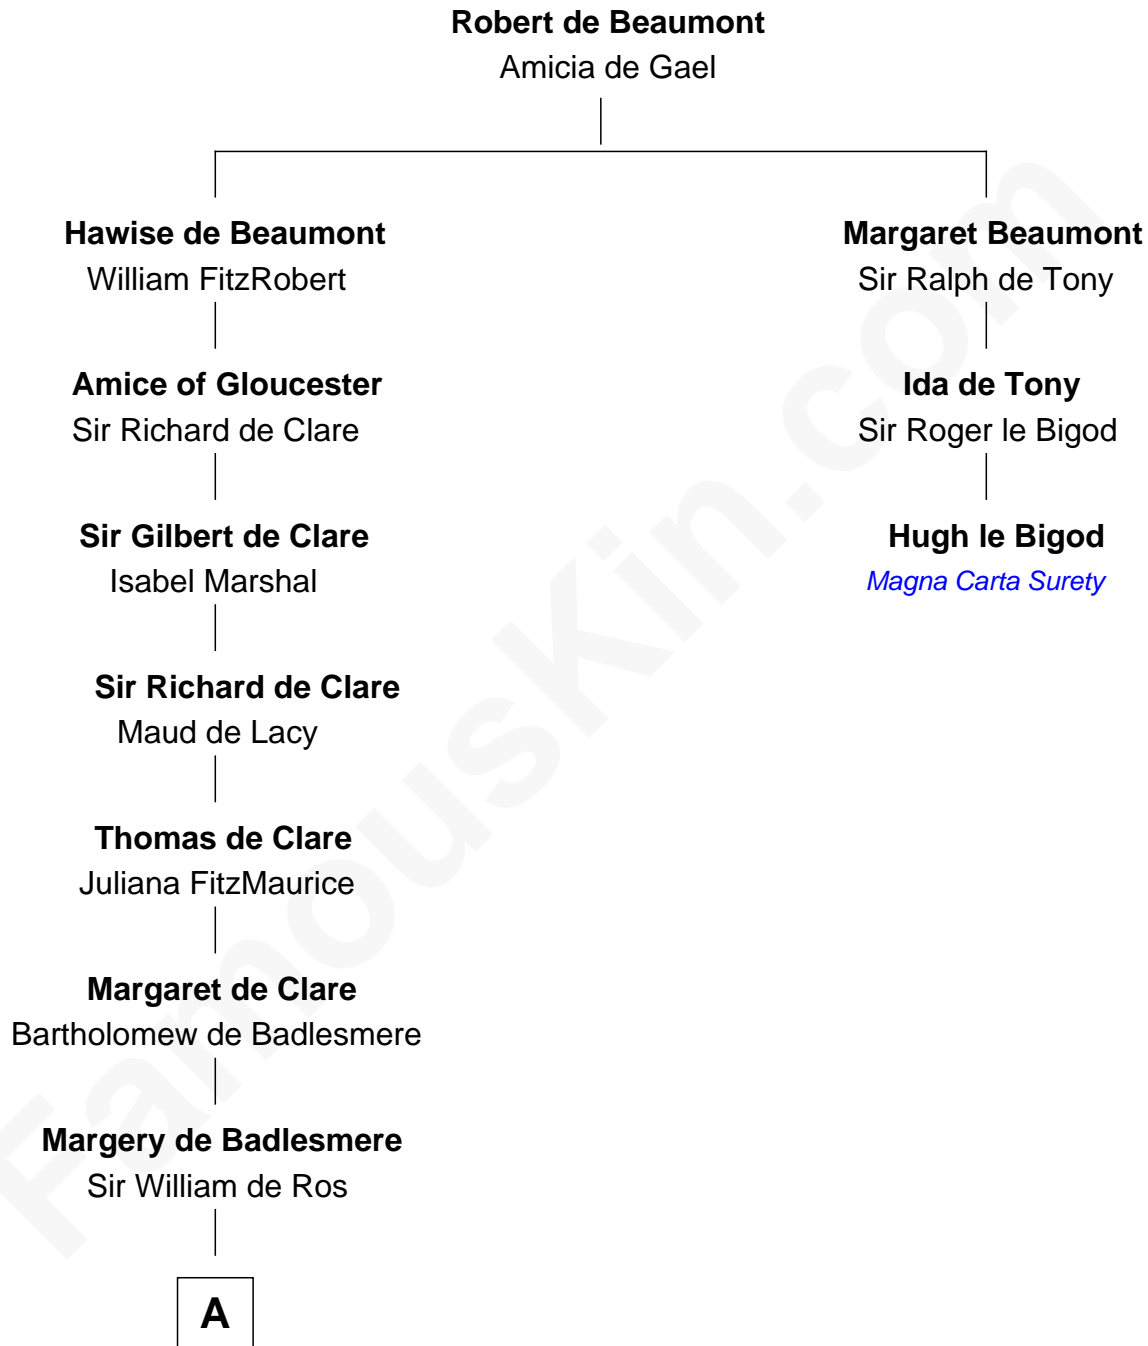 Robert de Beaumont
Amicia de Gael
Hawise de Beaumont
William FitzRobert
Margaret Beaumont
Sir Ralph de Tony
Amice of Gloucester
Sir Richard de Clare
Ida de Tony
Sir Roger le Bigod
Sir Gilbert de Clare
Isabel Marshal
Hugh le Bigod
Magna Carta Surety
Sir Richard de Clare
Maud de Lacy
Thomas de Clare
Juliana FitzMaurice
Margaret de Clare
Bartholomew de Badlesmere
Margery de Badlesmere
Sir William de Ros
A
FamousKin.com